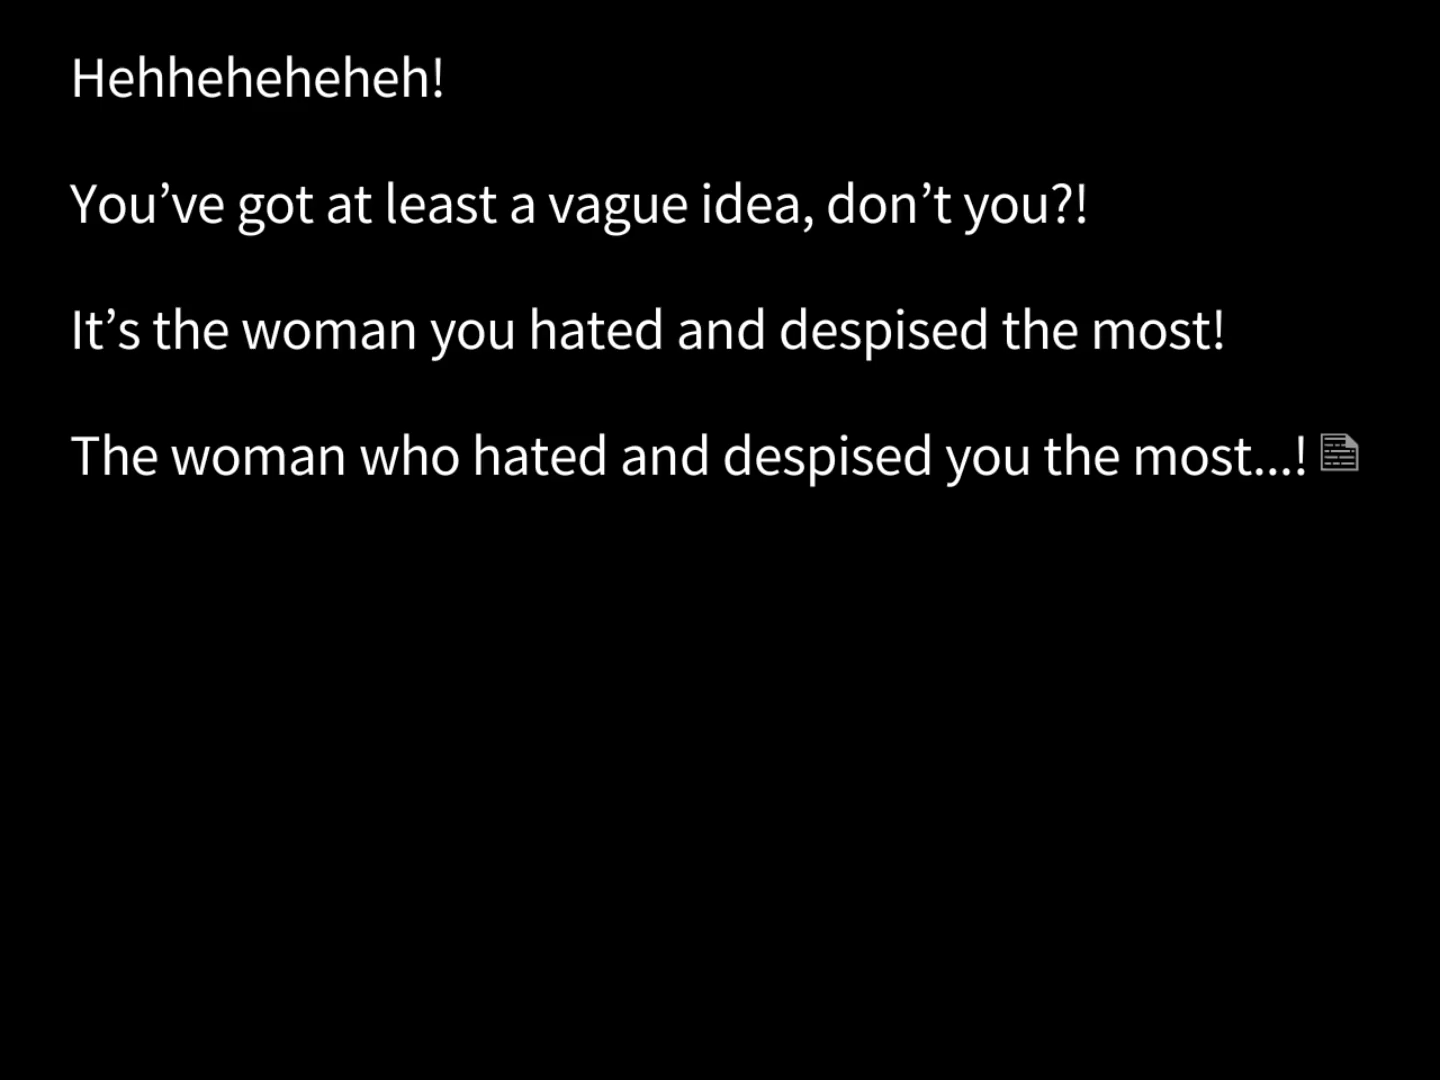 Hehheheheheh!
You’ve got at least a vague idea, don’t you?!
It’s the woman you hated and despised the most!
The woman who hated and despised you the most...!